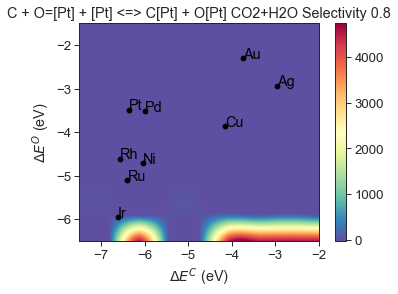 C + O=[Pt] + [Pt] <=> C[Pt] + O[Pt] CO2+H2O Selectivity 0.8
ΔE^O (eV)
−2
−3
−4
−5
−6
Au
Ag
Pt
Pd
Cu
Rh
Ni
Ru
Ir
−7
−6
−5
−4
−3
−2
ΔE^C (eV)
4000
3000
2000
1000
0